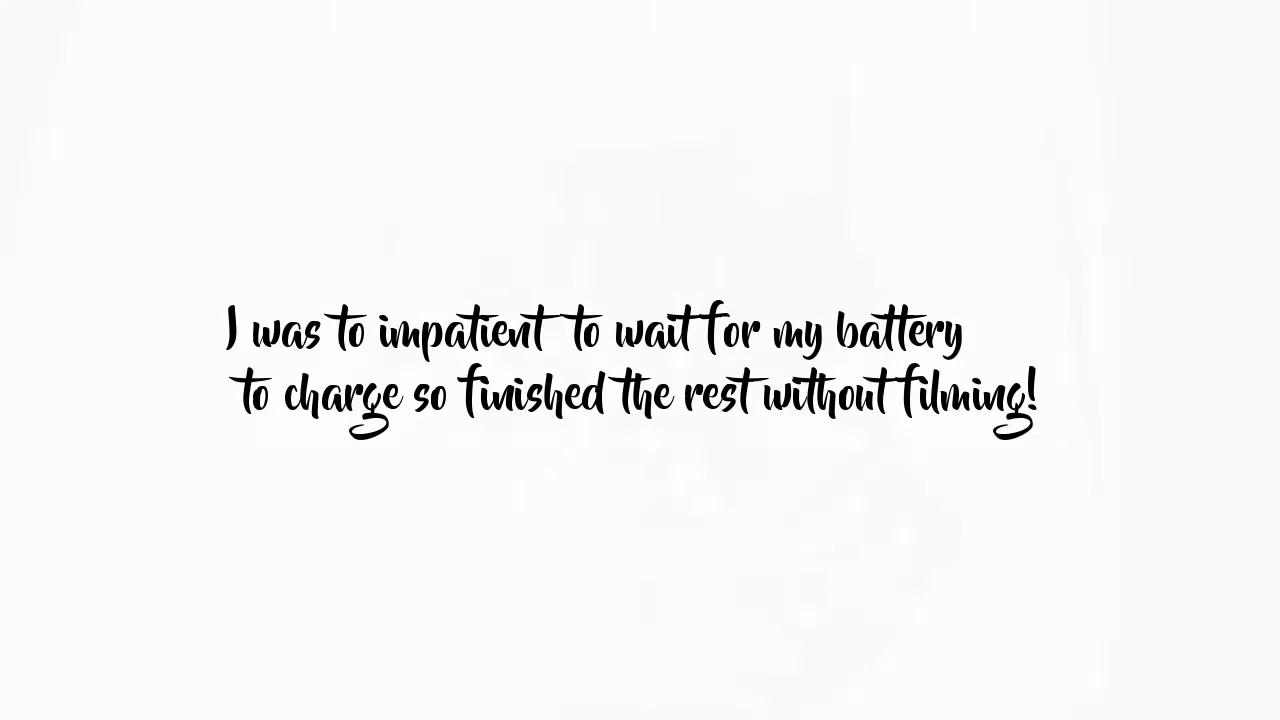 I was to impatient to wait for my battery
to charge so finished the rest without filming!